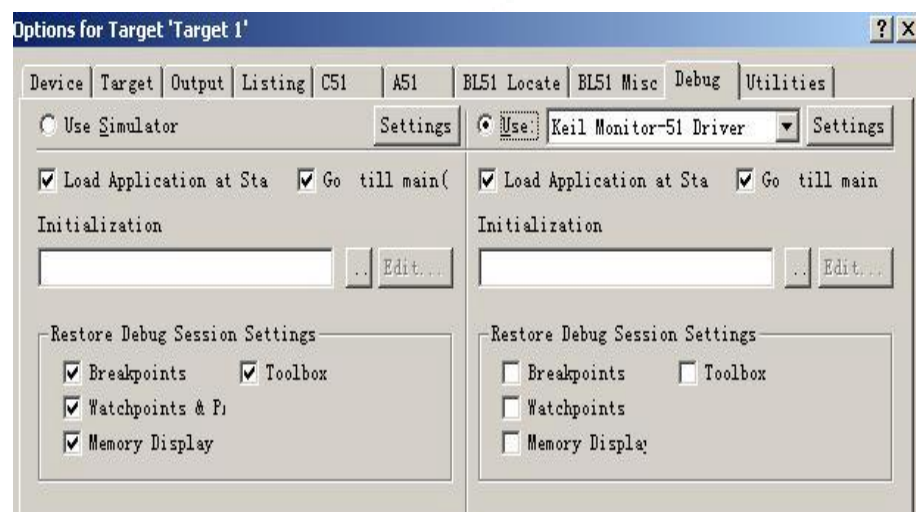 Options for Target 'Target 1'
? X
Device Target Output Listing C51 A51 BL51 Locate BL51 Misc Debug Utilities
Use Simulator Settings Use: Keil Monitor-51 Driver Settings
Load Application at Sta Go till main( Load Application at Sta Go till main
Initialization Initialization
.. Edit... .. Edit...
Restore Debug Session Settings Restore Debug Session Settings
Breakpoints Toolbox Breakpoints Toolbox
Watchpoints & P Watchpoints
Memory Display Memory Display